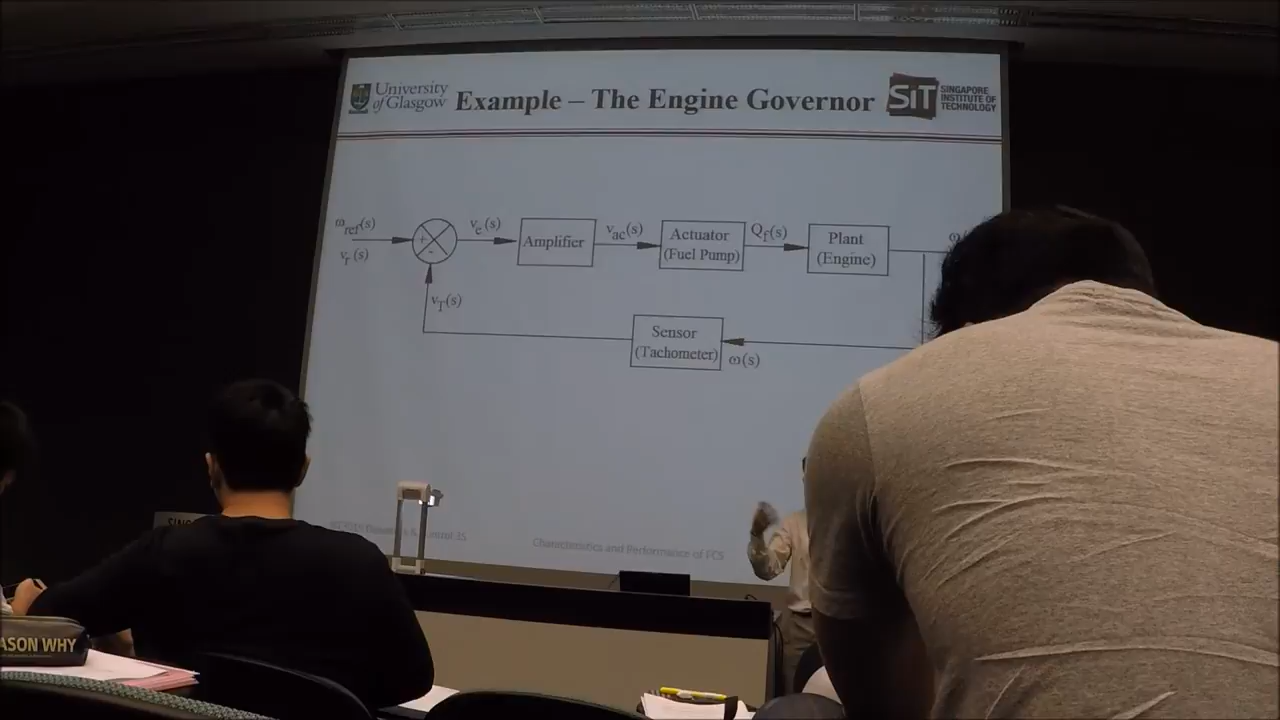 University
of Glasgow
Example – The Engine Governor
SiT
SINGAPORE
INSTITUTE OF
TECHNOLOGY
ωref(s)
vr(s)
+
-
ve(s)
Amplifier
vac(s)
Actuator
(Fuel Pump)
Qf(s)
Plant
(Engine)
vT(s)
Sensor
(Tachometer)
ω(s)
Characteristics and Performance of FCS
ASON WHY